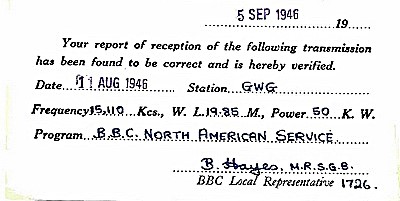 5 SEP 1946 19......
Your report of reception of the following transmission
has been found to be correct and is hereby verified.
Date...11 AUG 1946......... Station...GWG...............
Frequency 15.110 Kcs., W. L. 19.85 M., Power 50 K. W.
Program...B.B.C. NORTH AMERICAN SERVICE...
B. Hayes, M.R.S.G.B.
BBC Local Representative 1726.